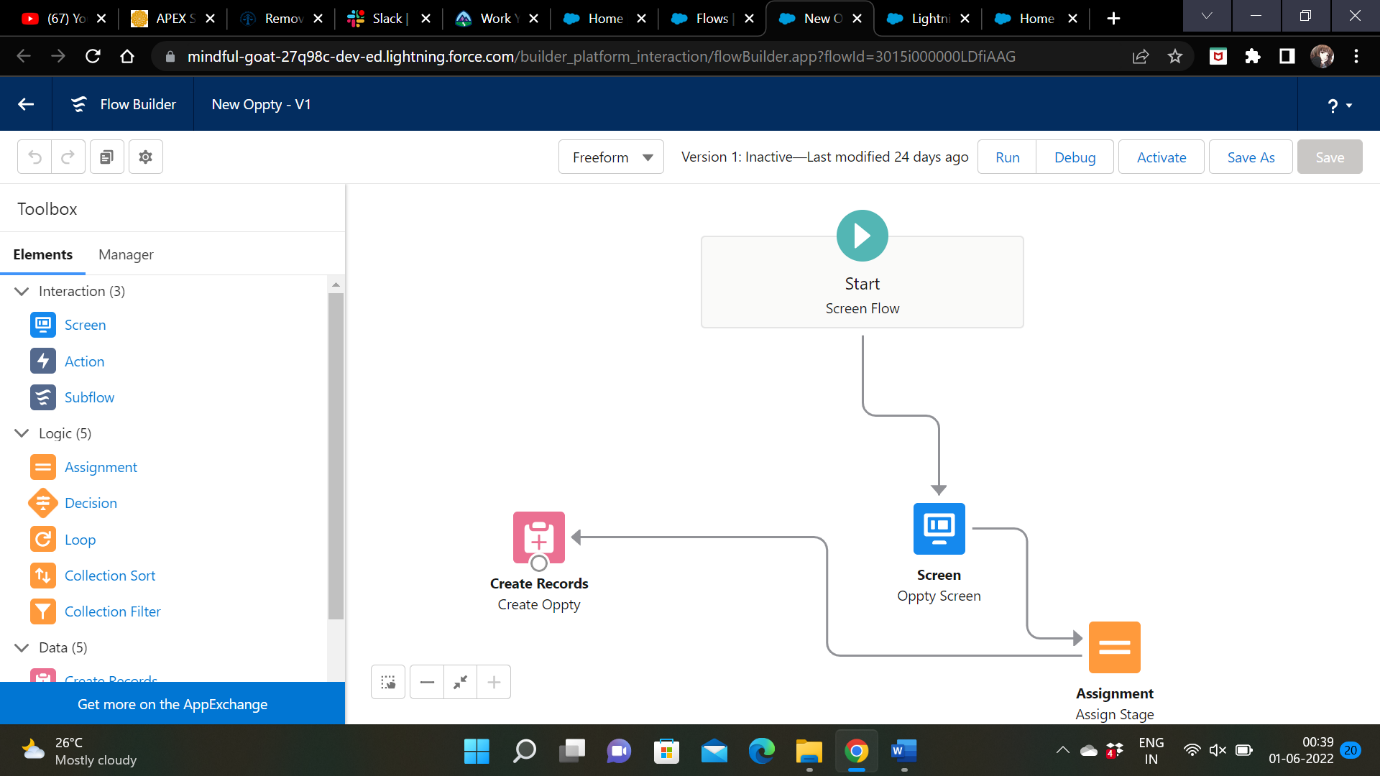 (67) Yo
APEX S
Remov
Slack |
Work
Home
Flows |
New O
Lightni
Home
mindful-goat-27q98c-dev-ed.lightning.force.com/builder_platform_interaction/flowBuilder.app?flowId=3015i000000LDfiAAG
Flow Builder
New Oppty - V1
?
Freeform
Version 1: Inactive—Last modified 24 days ago
Run
Debug
Activate
Save As
Save
Toolbox
Elements
Manager
Interaction (3)
Screen
Action
Subflow
Logic (5)
Assignment
Decision
Loop
Collection Sort
Collection Filter
Data (5)
Create Records
Get more on the AppExchange
Start
Screen Flow
Screen
Oppty Screen
Create Records
Create Oppty
Assignment
Assign Stage
26°C
Mostly cloudy
4
ENG
IN
00:39
01-06-2022
20